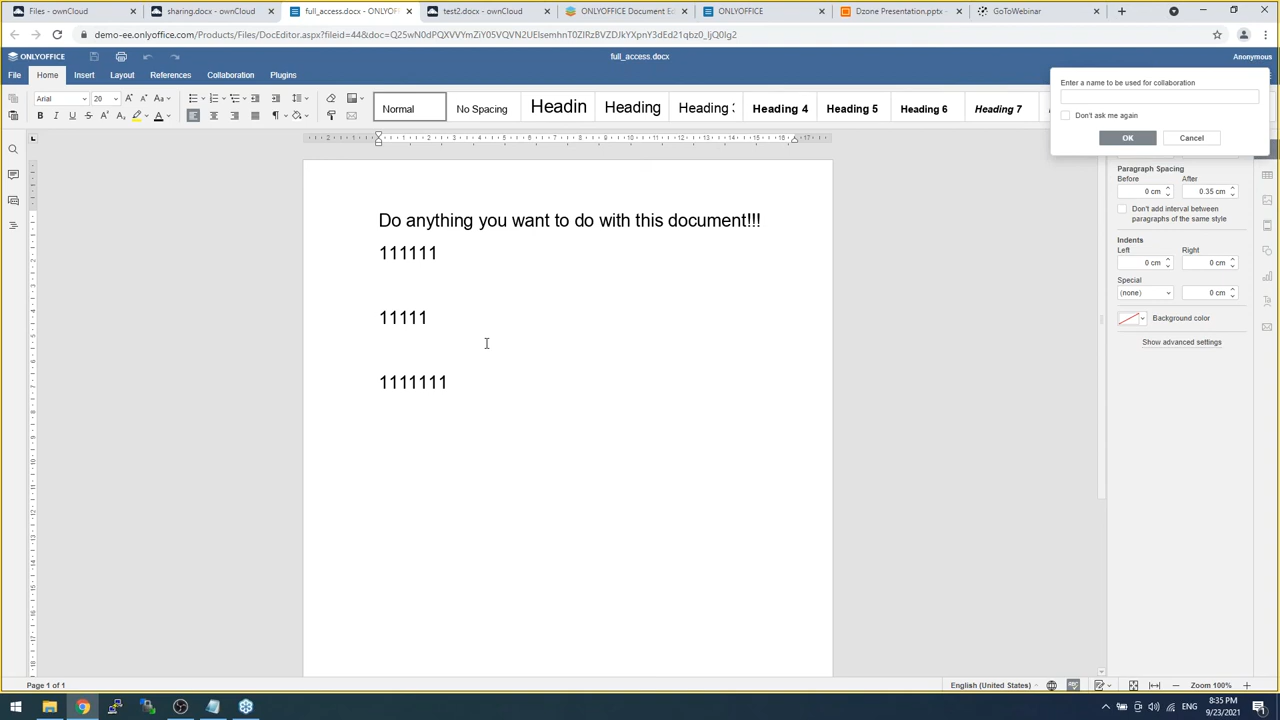 Files - ownCloud
sharing.docx - ownCloud
full_access.docx - ONLYOFFIC
test2.docx - ownCloud
ONLYOFFICE Document Ed
ONLYOFFICE
Dzone Presentation.pptx -
GoToWebinar
demo-ee.onlyoffice.com/Products/Files/DocEditor.aspx?fileid=44&doc=Q25wN0dPQXVYYmZiY05VQVN2UElsemhnT0ZIRzBVZDJkYXpnY3dEd21qbz0_IjQ0Ig2
ONLYOFFICE
full_access.docx
Anonymous
File
Home
Insert
Layout
References
Collaboration
Plugins
Enter a name to be used for collaboration
Don't ask me again
OK
Cancel
Arial
20
Aa
Normal
No Spacing
Headin
Heading
Heading :
Heading 4
Heading 5
Heading 6
Heading 7
Paragraph Spacing
Before
After
0 cm
0.35 cm
Don't add interval between
paragraphs of the same style
Indents
Left
Right
0 cm
0 cm
Special
(none)
0 cm
Background color
Show advanced settings
Do anything you want to do with this document!!!
111111
11111
1111111
Page 1 of 1
English (United States)
Zoom 100%
ENG
8:35 PM
9/23/2021